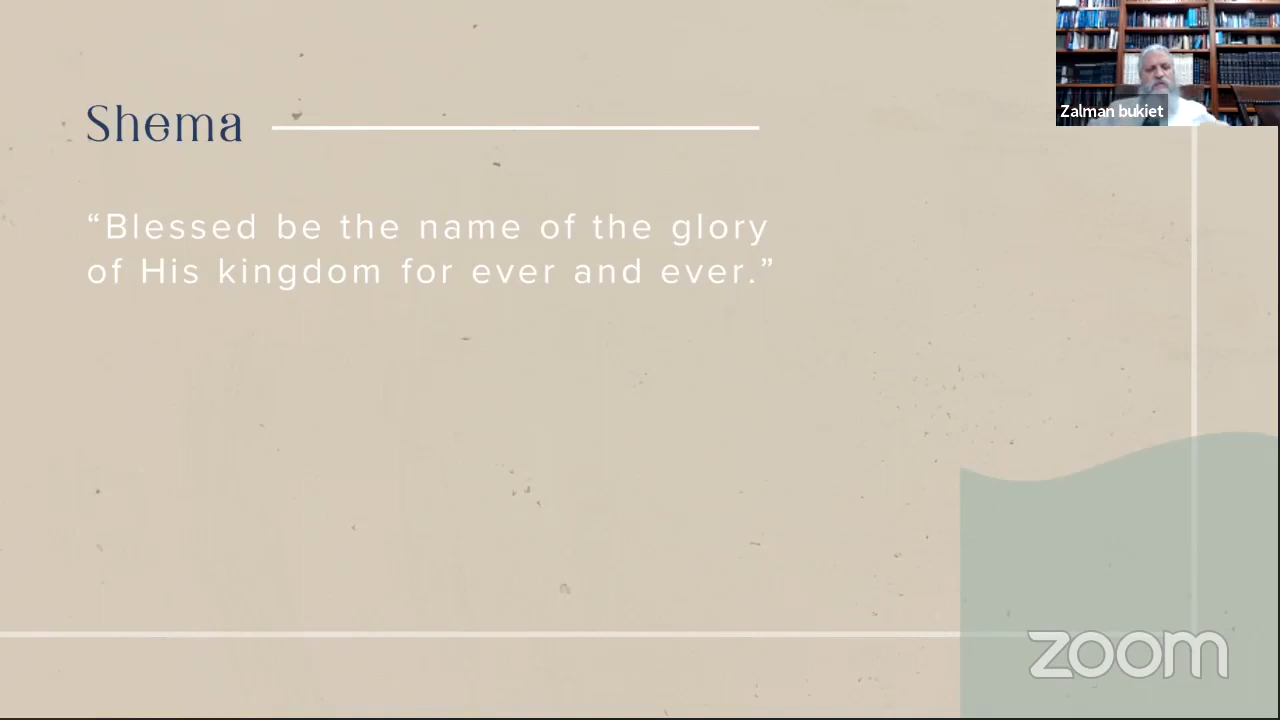 Shema
“Blessed be the name of the glory
of His kingdom for ever and ever.”
Zalman bukiet
zoom